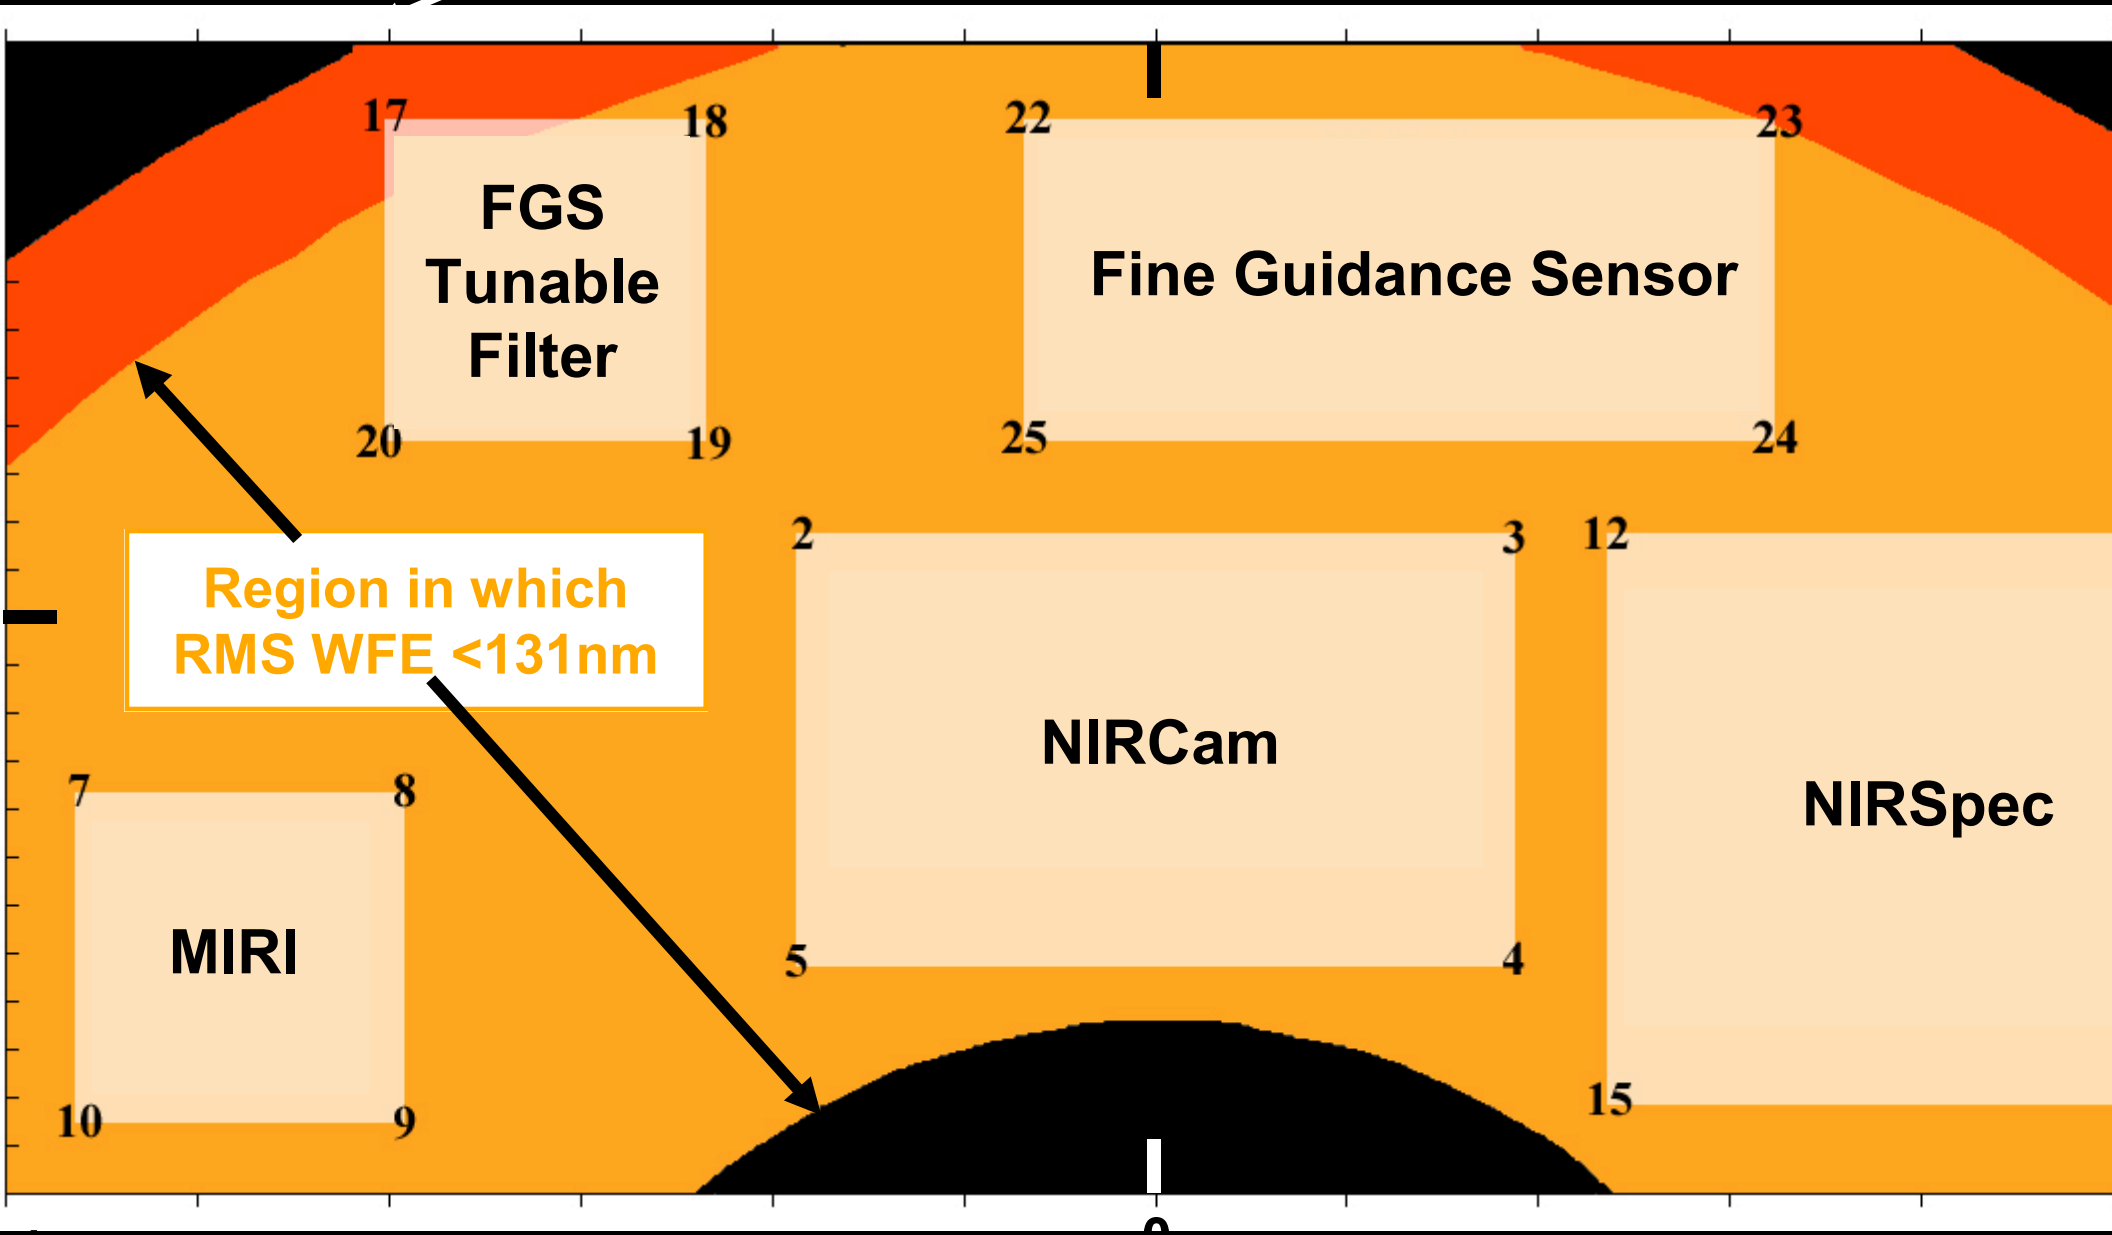 17
18
22
23
FGS
Tunable
Filter
Fine Guidance Sensor
20
19
25
24
2
3
12
Region in which
RMS WFE <131nm
NIRCam
7
8
NIRSpec
MIRI
5
4
10
9
15